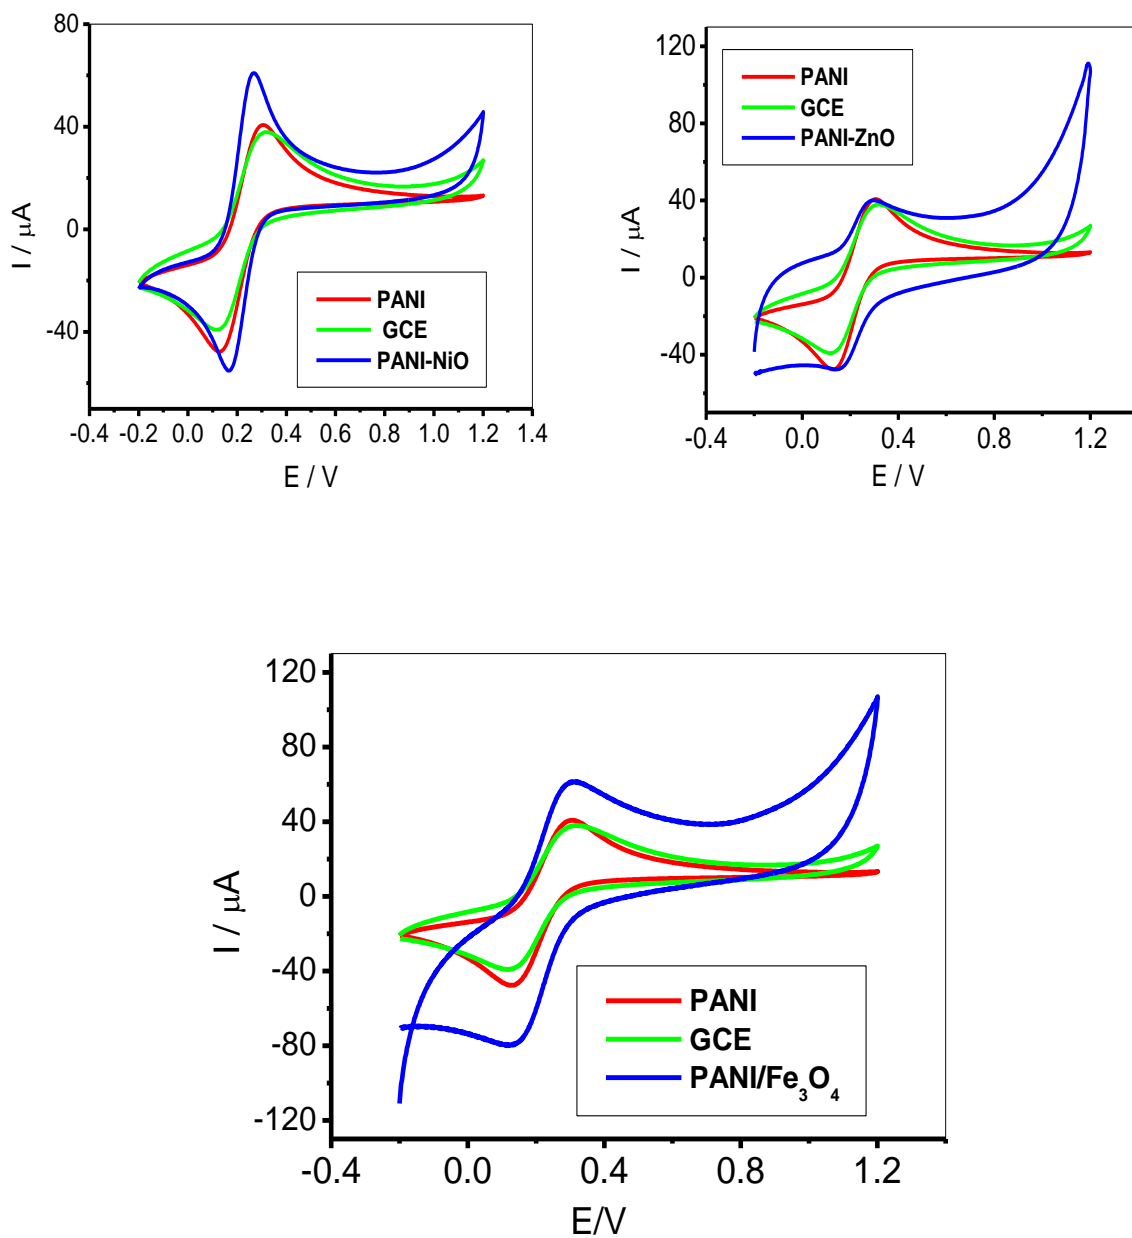 80
40
0
-40
I / μA
PANI
GCE
PANI-NiO
-0.4 -0.2 0.0 0.2 0.4 0.6 0.8 1.0 1.2 1.4
E / V
120
80
40
0
-40
I / μA
PANI
GCE
PANI-ZnO
-0.4 0.0 0.4 0.8 1.2
E / V
120
80
40
0
-40
-80
-120
I / μA
PANI
GCE
PANI/Fe₃O₄
-0.4 0.0 0.4 0.8 1.2
E/V